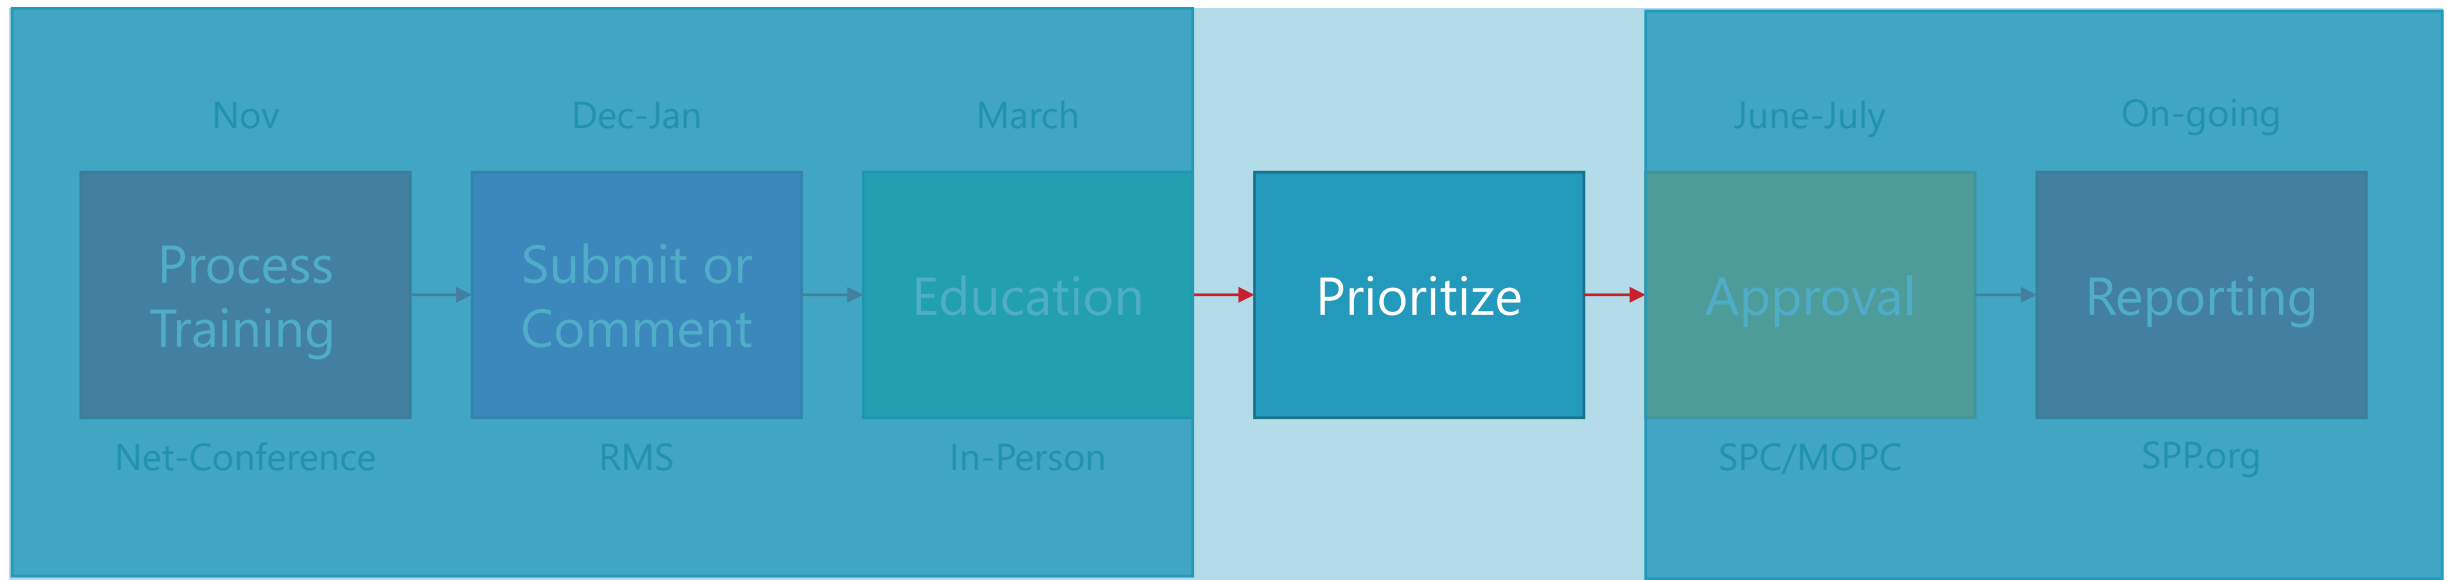 Nov
Dec-Jan
March
June-July
On-going
Process
Training
Submit or
Comment
Education
Prioritize
Approval
Reporting
Net-Conference
RMS
In-Person
SPC/MOPC
SPP.org